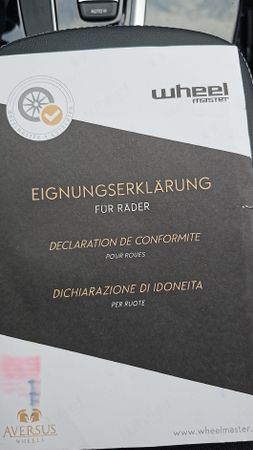 AUTO H
wheel
master
EIGNUNGSERKLÄRUNG
FÜR RÄDER
DECLARATION DE CONFORMITE
POUR ROUES
DICHIARAZIONE DI IDONEITA
PER RUOTE
AVERSUS
WHEELS
www.wheelmaster.